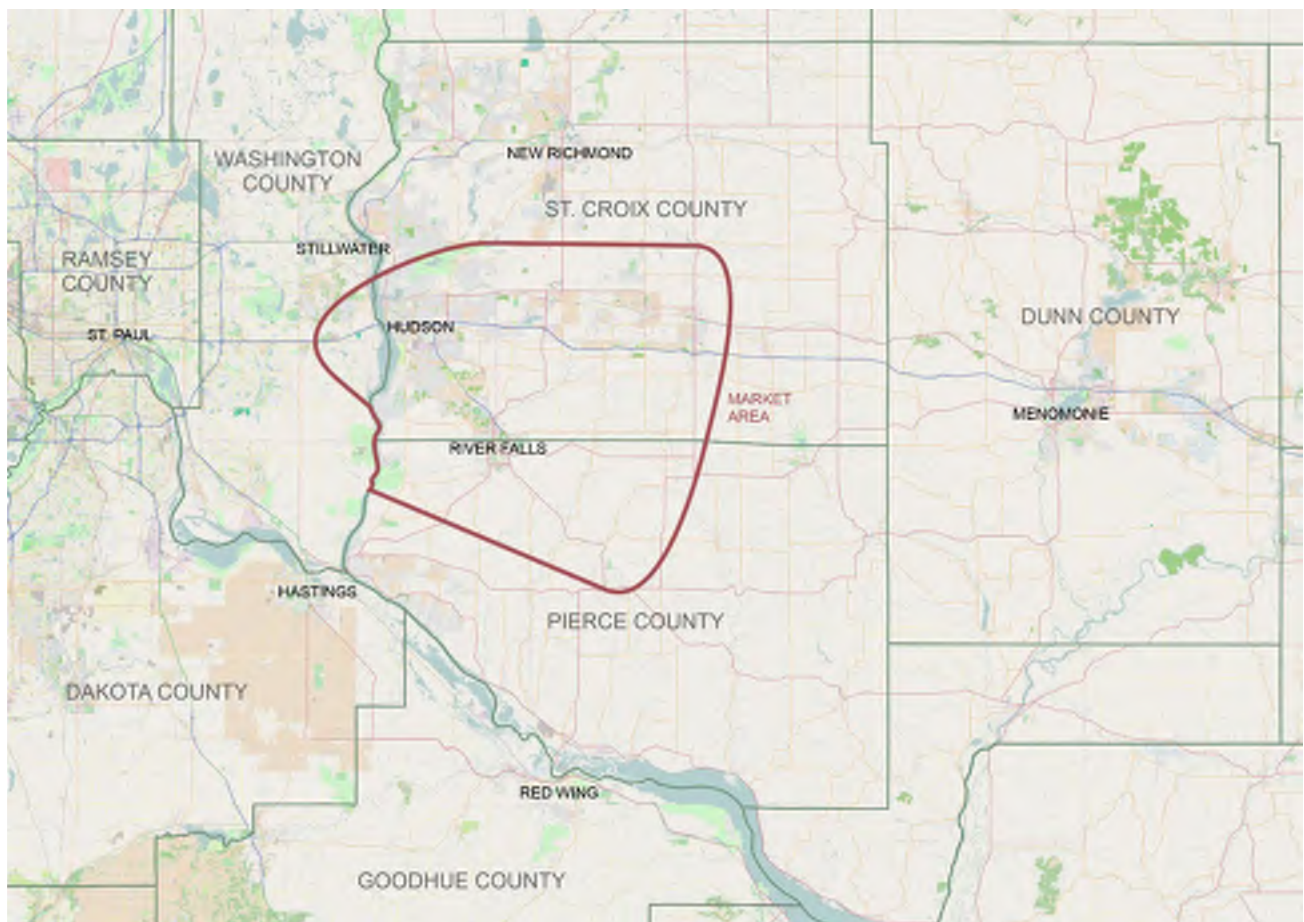 NEW RICHMOND
WASHINGTON
COUNTY
ST. CROIX COUNTY
STILLWATER
RAMSEY
COUNTY
ST. PAUL
HUDSON
DUNN COUNTY
MARKET
AREA
MENOMONIE
RIVER FALLS
HASTINGS
PIERCE COUNTY
DAKOTA COUNTY
RED WING
GOODHUE COUNTY